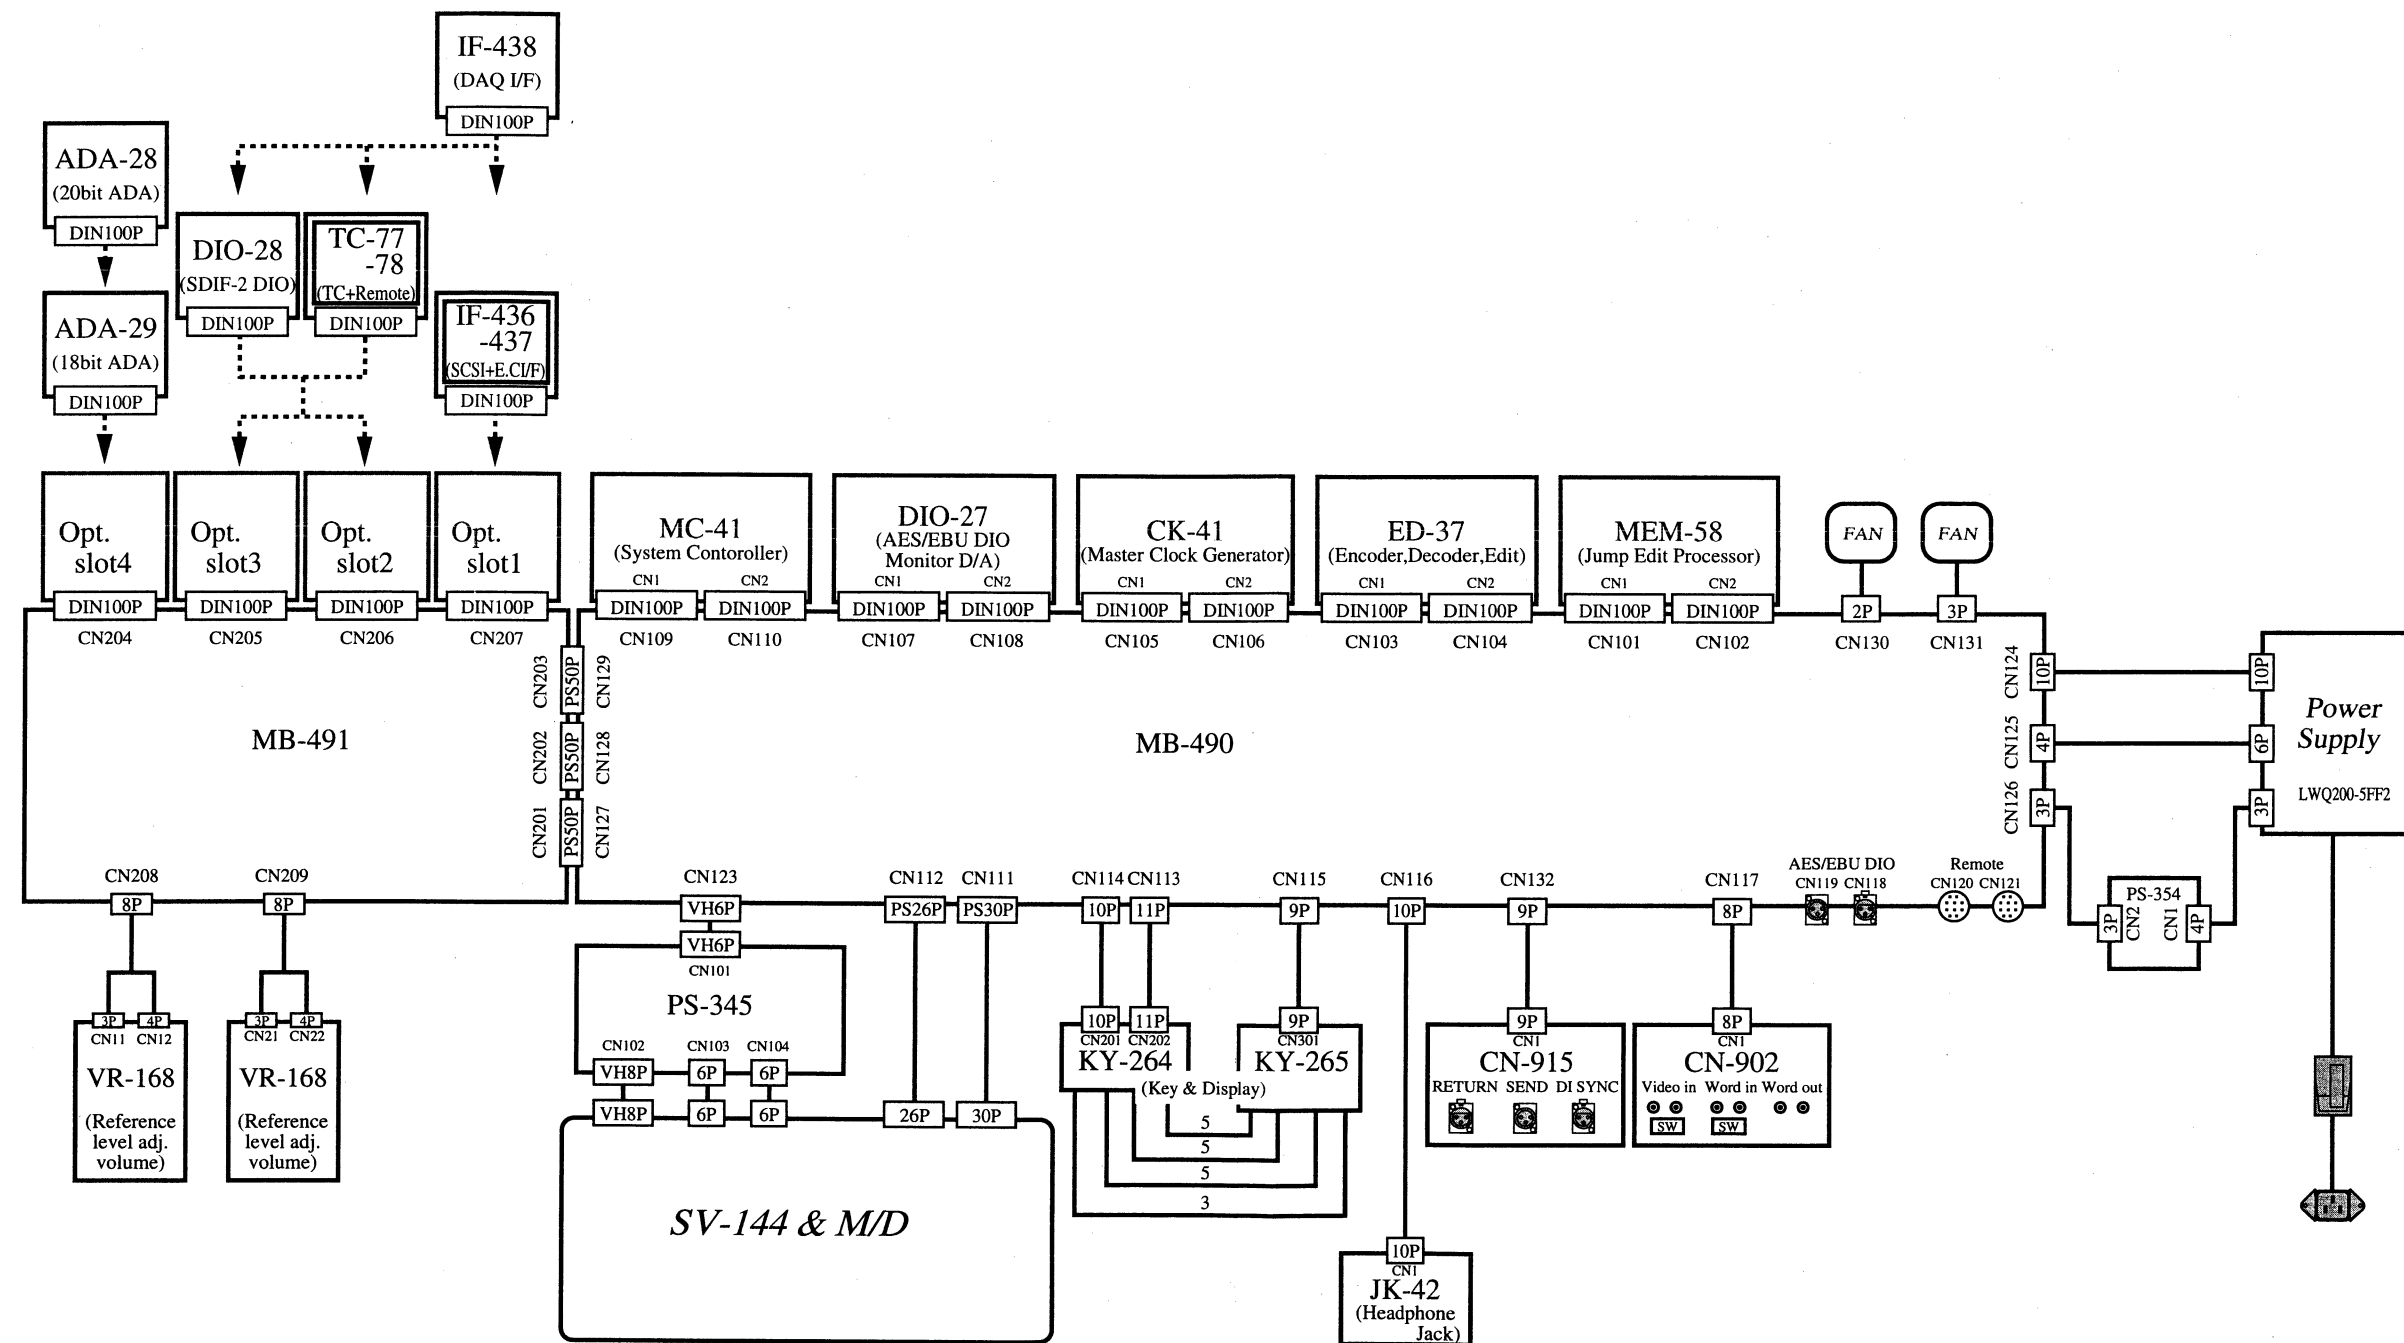 IF-438
(DAQ I/F)
DIN100P
ADA-28
(20bit ADA)
DIN100P
DIO-28
(SDIF-2 DIO)
DIN100P
TC-77
-78
(TC+Remote)
DIN100P
ADA-29
(18bit ADA)
DIN100P
IF-436
-437
(SCSI+E.CI/F)
DIN100P
Opt.
slot4
DIN100P
CN204
Opt.
slot3
DIN100P
CN205
Opt.
slot2
DIN100P
CN206
Opt.
slot1
DIN100P
CN207
MC-41
(System Contoroller)
CN1 CN2
DIN100P DIN100P
CN109 CN110
DIO-27
(AES/EBU DIO
Monitor D/A)
CN1 CN2
DIN100P DIN100P
CN107 CN108
CK-41
(Master Clock Generator)
CN1 CN2
DIN100P DIN100P
CN105 CN106
ED-37
(Encoder,Decoder,Edit)
CN1 CN2
DIN100P DIN100P
CN103 CN104
MEM-58
(Jump Edit Processor)
CN1 CN2
DIN100P DIN100P
CN101 CN102
FAN
2P
CN130
FAN
3P
CN131
MB-491
CN203 PS50P CN129
CN202 PS50P CN128
CN201 PS50P CN127
MB-490
CN124 10P 10P
CN125 4P 6P
CN126 3P 3P
Power
Supply
LWQ200-5FF2
PS-354
3P CN2 CN1 4P
CN208
8P
CN209
8P
3P 4P
CN11 CN12
VR-168
(Reference
level adj.
volume)
3P 4P
CN21 CN22
VR-168
(Reference
level adj.
volume)
CN123
VH6P
VH6P
CN101
PS-345
CN102 CN103 CN104
VH8P 6P 6P
VH8P 6P 6P
CN112 CN111
PS26P PS30P
26P 30P
SV-144 & M/D
CN114 CN113
10P 11P
10P 11P
CN201 CN202
KY-264
CN115
9P
9P
CN301
KY-265
(Key & Display)
5
5
5
3
CN116
10P
10P
CN1
JK-42
(Headphone
Jack)
CN132
9P
9P
CN1
CN-915
RETURN SEND DI SYNC
CN117
8P
8P
CN1
CN-902
Video in Word in Word out
SW SW
AES/EBU DIO
CN119 CN118
Remote
CN120 CN121